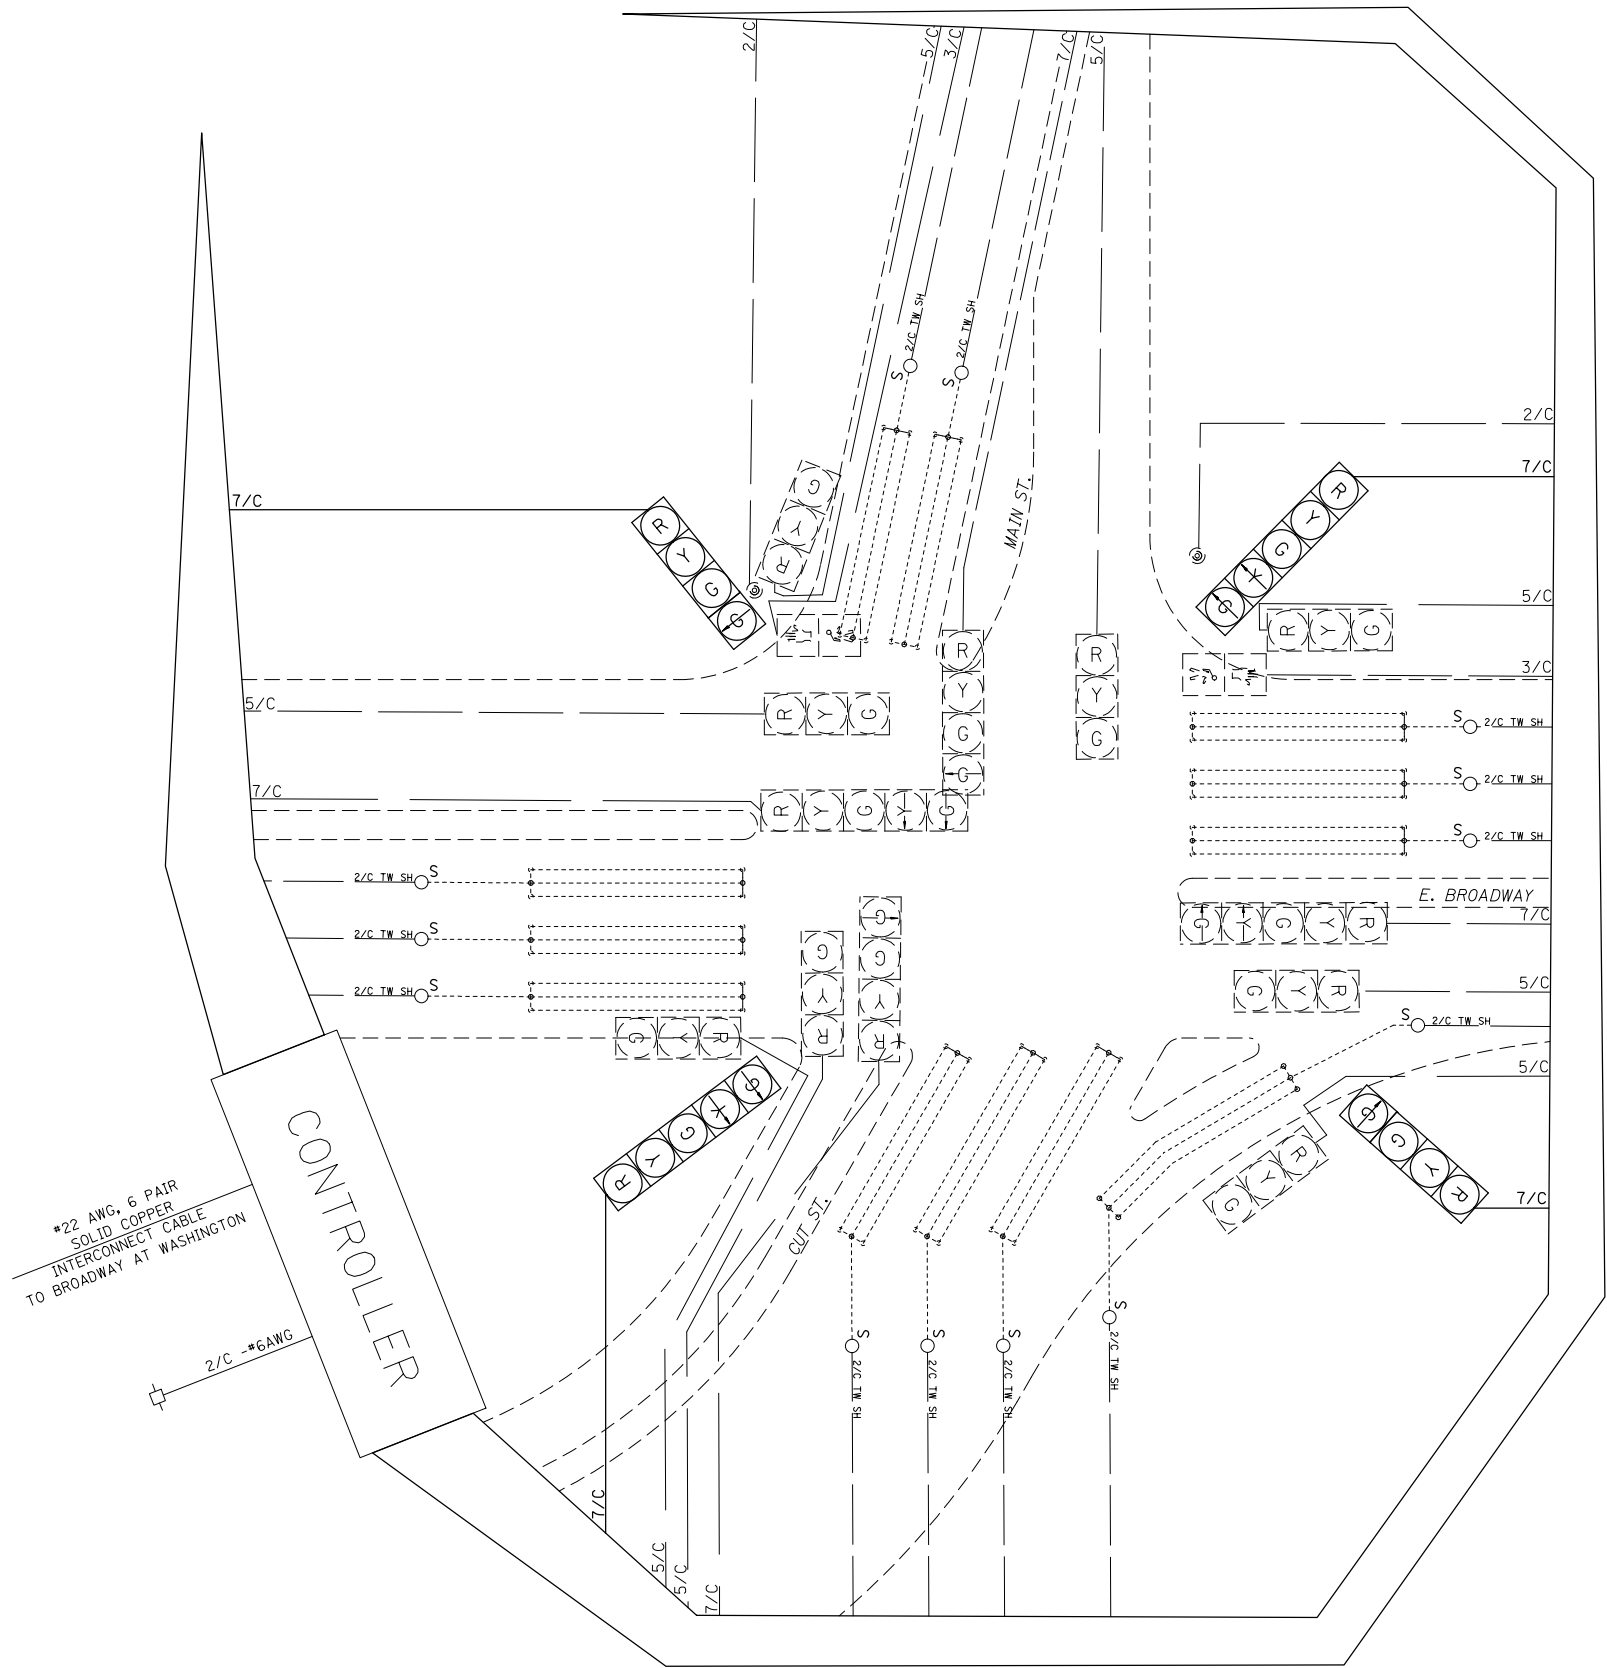 2/C
5/C
3/C
7/C
5/C
2/C TW SH
2/C TW SH
S
S
2/C
7/C
R
Y
G
Y
G
7/C
R
Y
G
G
G
Y
R
MAIN ST.
5/C
R Y G
R
Y
G
G
R
Y
G
3/C
5/C
R Y G
S 2/C TW SH
S 2/C TW SH
S 2/C TW SH
7/C
R Y G Y G
2/C TW SH S
2/C TW SH S
2/C TW SH S
E. BROADWAY
G Y G Y R
7/C
G
Y
R
G
G
Y
R
G Y R
5/C
S 2/C TW SH
G Y R
5/C
G
Y
G
Y
R
G
G
Y
R
R
Y
G
7/C
CONTROLLER
CUT ST.
#22 AWG, 6 PAIR
SOLID COPPER
INTERCONNECT CABLE
TO BROADWAY AT WASHINGTON
2/C -#6AWG
S
2/C TW SH
S
2/C TW SH
S
2/C TW SH
S
2/C TW SH
7/C
5/C
5/C
7/C